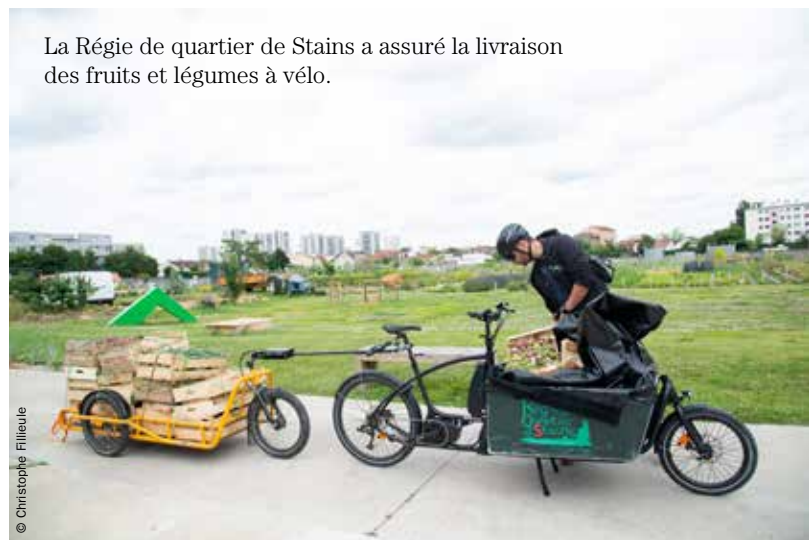 La Régie de quartier de Stains a assuré la livraison
des fruits et légumes à vélo.
© Christophe Fillieule